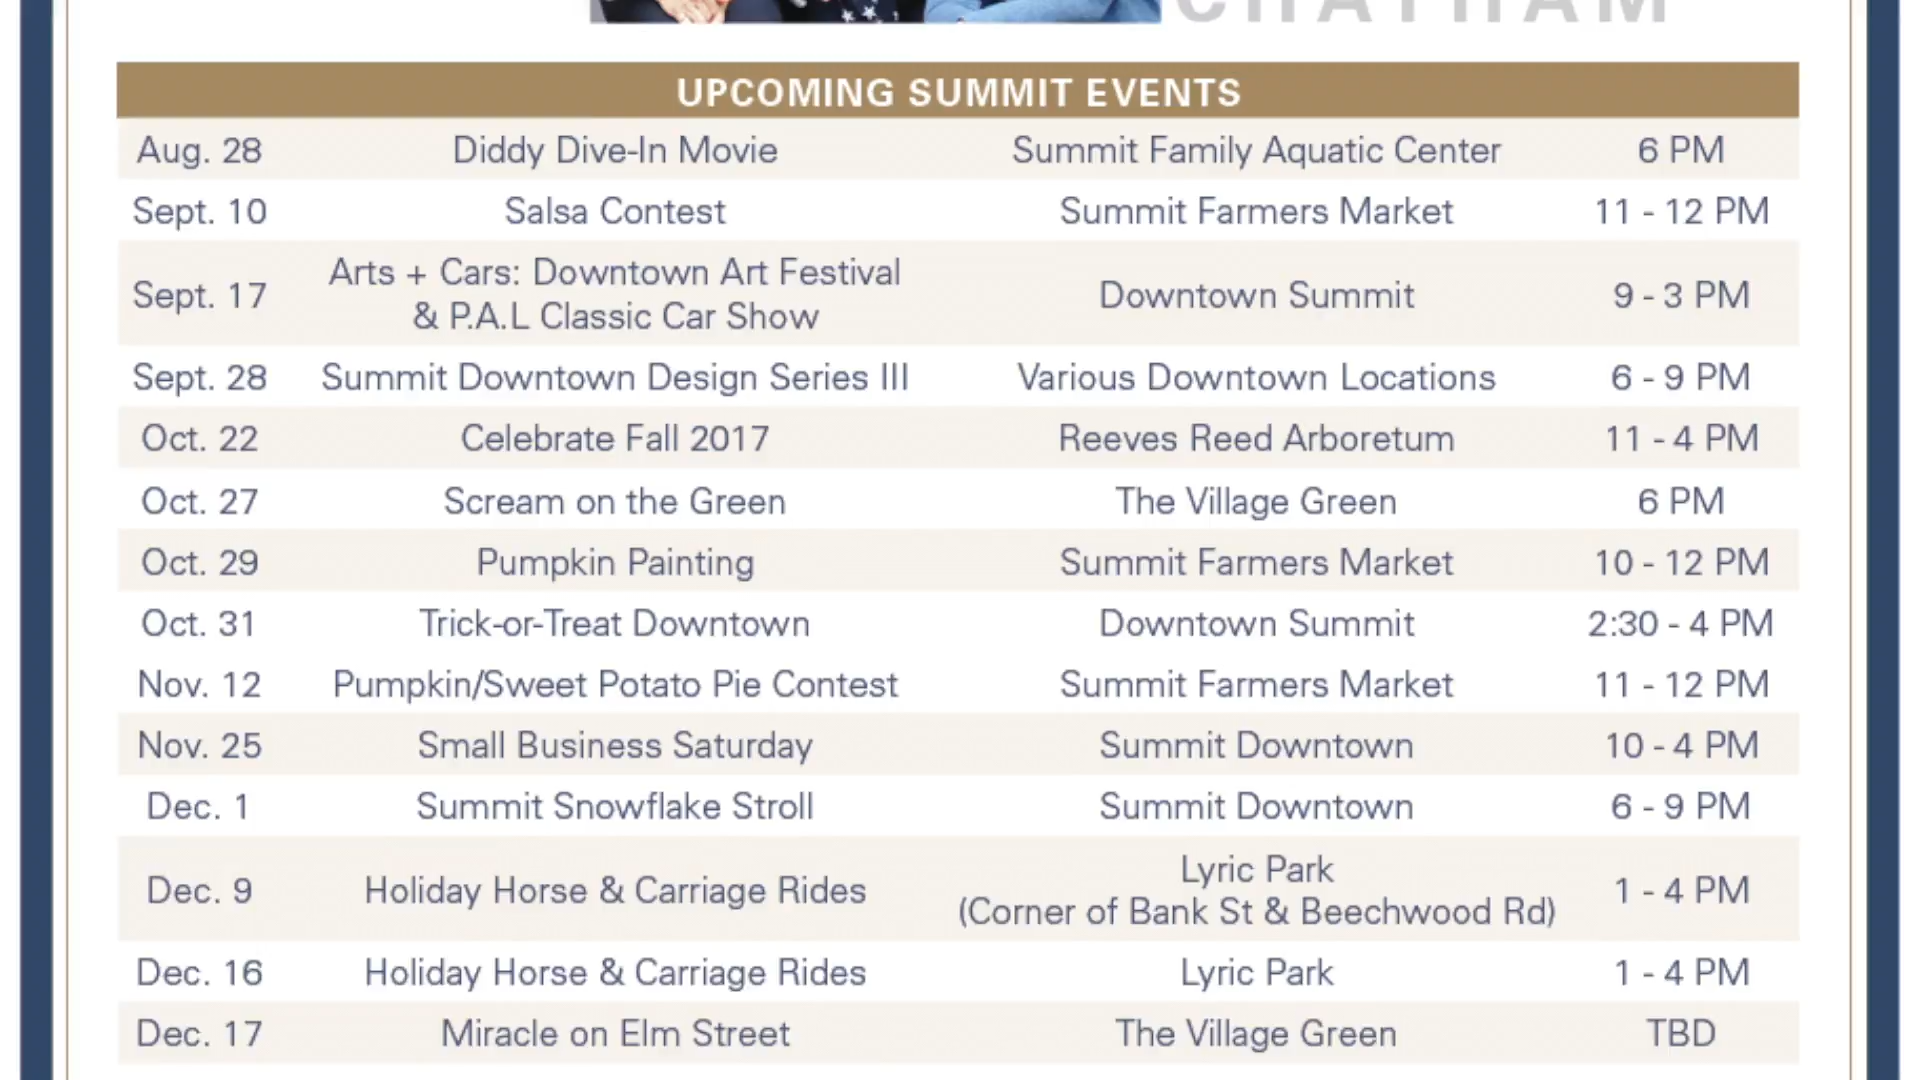 CHATHAM
UPCOMING SUMMIT EVENTS
Aug. 28 Diddy Dive-In Movie Summit Family Aquatic Center 6 PM
Sept. 10 Salsa Contest Summit Farmers Market 11 - 12 PM
Sept. 17 Arts + Cars: Downtown Art Festival
& P.A.L Classic Car Show Downtown Summit 9 - 3 PM
Sept. 28 Summit Downtown Design Series III Various Downtown Locations 6 - 9 PM
Oct. 22 Celebrate Fall 2017 Reeves Reed Arboretum 11 - 4 PM
Oct. 27 Scream on the Green The Village Green 6 PM
Oct. 29 Pumpkin Painting Summit Farmers Market 10 - 12 PM
Oct. 31 Trick-or-Treat Downtown Downtown Summit 2:30 - 4 PM
Nov. 12 Pumpkin/Sweet Potato Pie Contest Summit Farmers Market 11 - 12 PM
Nov. 25 Small Business Saturday Summit Downtown 10 - 4 PM
Dec. 1 Summit Snowflake Stroll Summit Downtown 6 - 9 PM
Dec. 9 Holiday Horse & Carriage Rides Lyric Park
(Corner of Bank St & Beechwood Rd) 1 - 4 PM
Dec. 16 Holiday Horse & Carriage Rides Lyric Park 1 - 4 PM
Dec. 17 Miracle on Elm Street The Village Green TBD